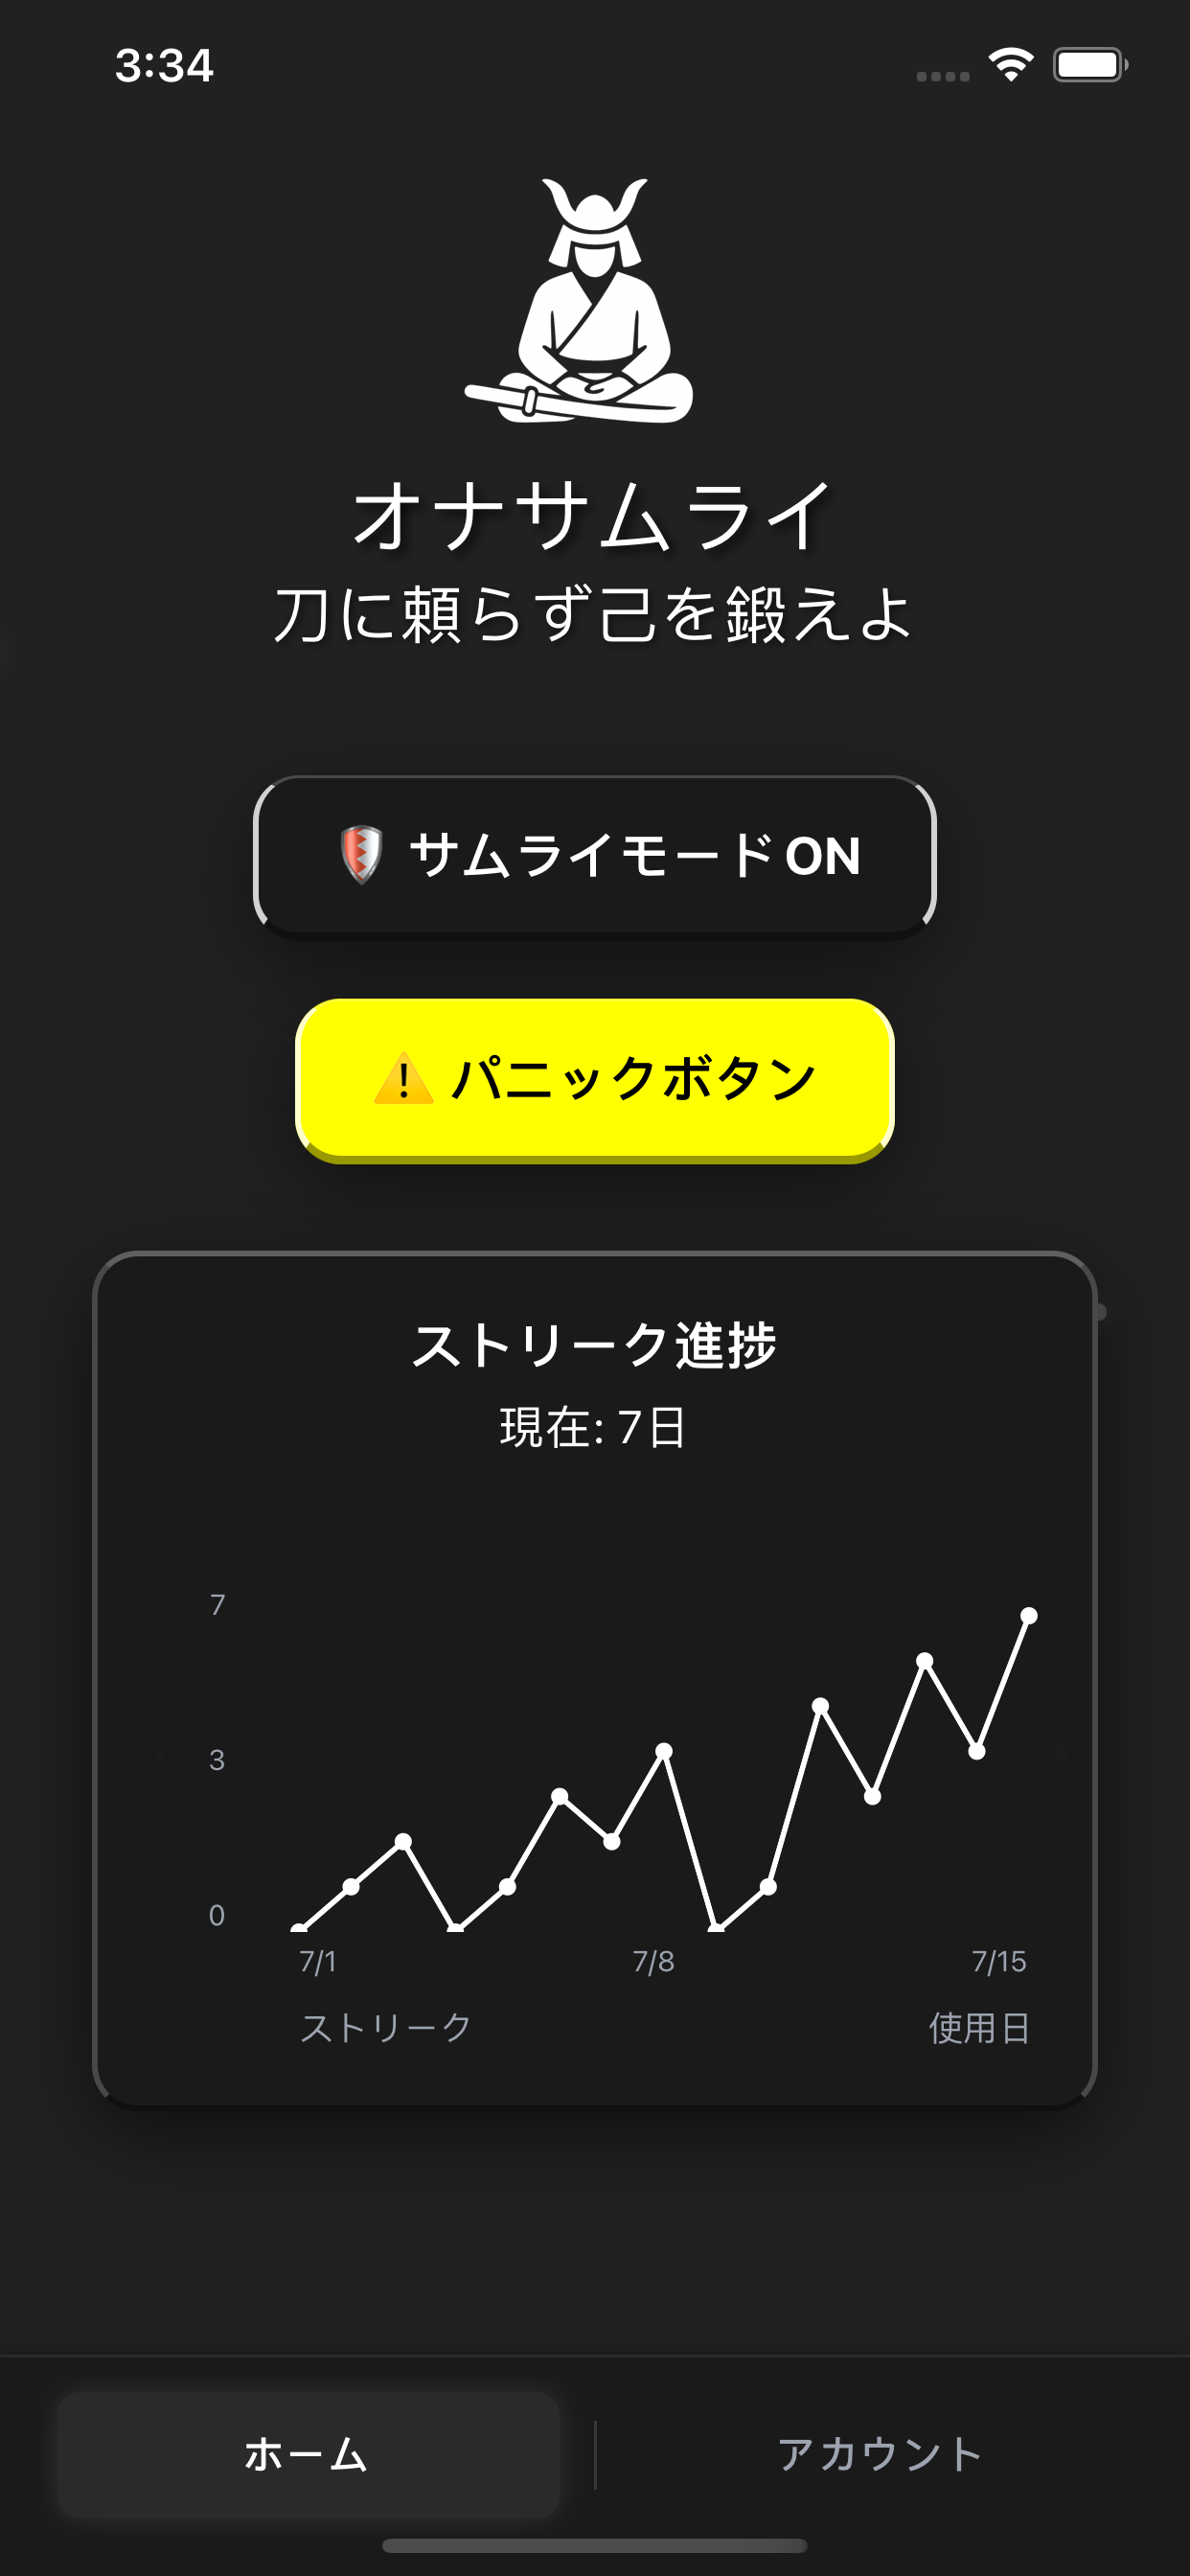 3:34
オナサムライ
刀に頼らず己を鍛えよ
サムライモードON
パニックボタン
ストリーク進捗
現在: 7日
7
3
0
7/1 7/8 7/15
ストリーク 使用日
ホーム アカウント